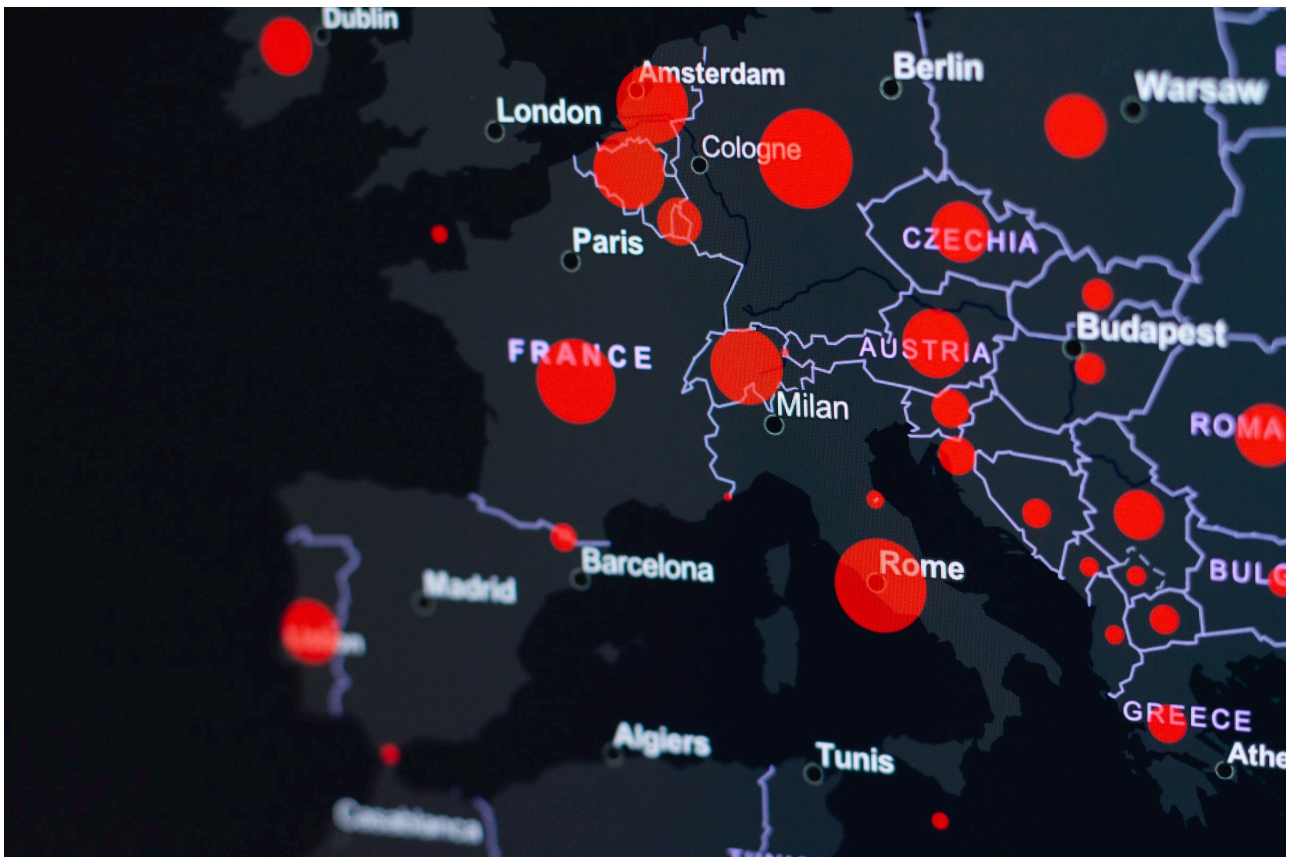 Dublin
Amsterdam
Berlin
Warsaw
London
Cologne
Paris
CZECHIA
Budapest
FRANCE
AUSTRIA
Milan
ROMA
Rome
Barcelona
BULG
Madrid
GREECE
Algiers
Tunis
Athe
Casablanca